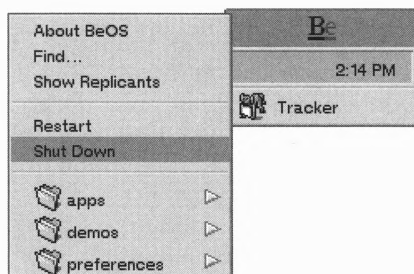 About BeOS
Find...
Show Replicants
Restart
Shut Down
apps
demos
preferences
Be
2:14 PM
Tracker